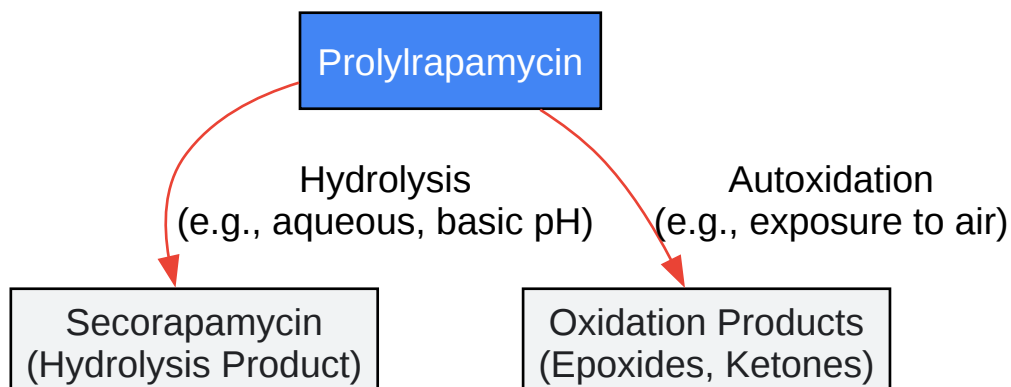 Prolylrapamycin
Hydrolysis
(e.g., aqueous, basic pH)
Autoxidation
(e.g., exposure to air)
Secorapamycin
(Hydrolysis Product)
Oxidation Products
(Epoxides, Ketones)